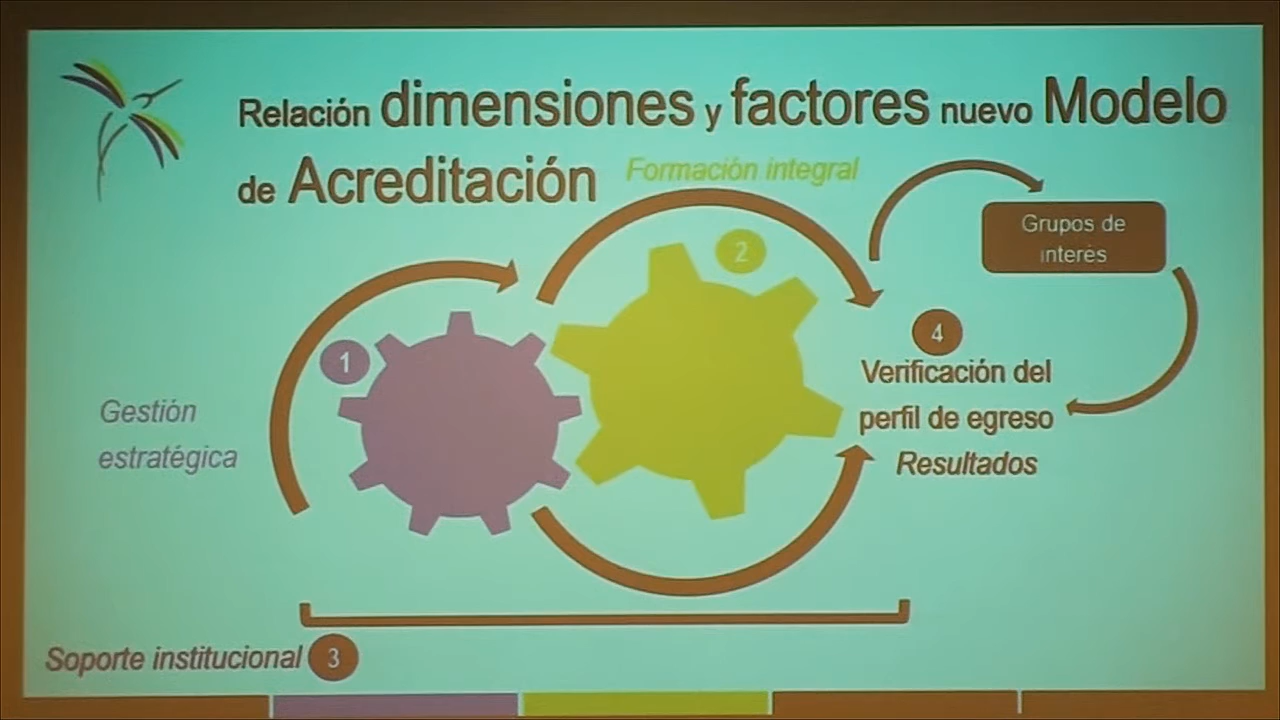 Relación dimensiones y factores nuevo Modelo
de Acreditación
Formación integral
Grupos de
interés
2
1
4
Verificación del
perfil de egreso
Resultados
Gestión
estratégica
Soporte institucional 3